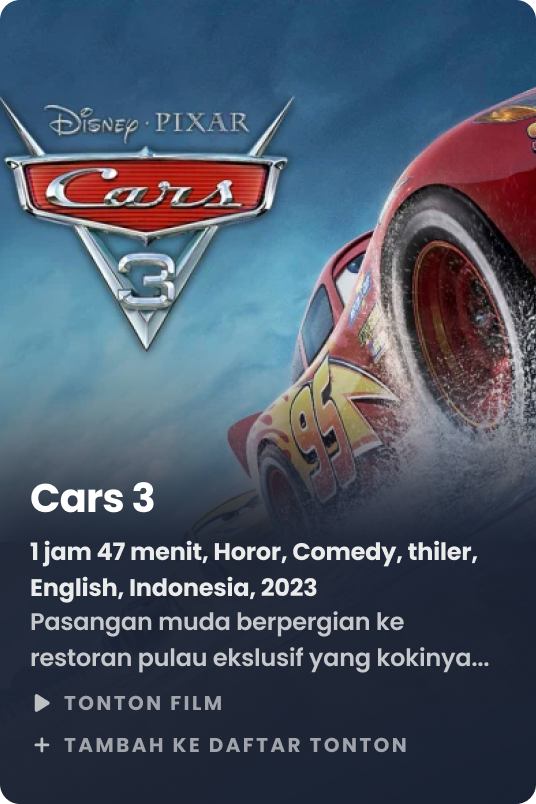 Disney · PIXAR
Cars
3
95
Cars 3
1 jam 47 menit, Horor, Comedy, thiler,
English, Indonesia, 2023
Pasangan muda berpergian ke
restoran pulau ekslusif yang kokinya...
TONTON FILM
TAMBAH KE DAFTAR TONTON